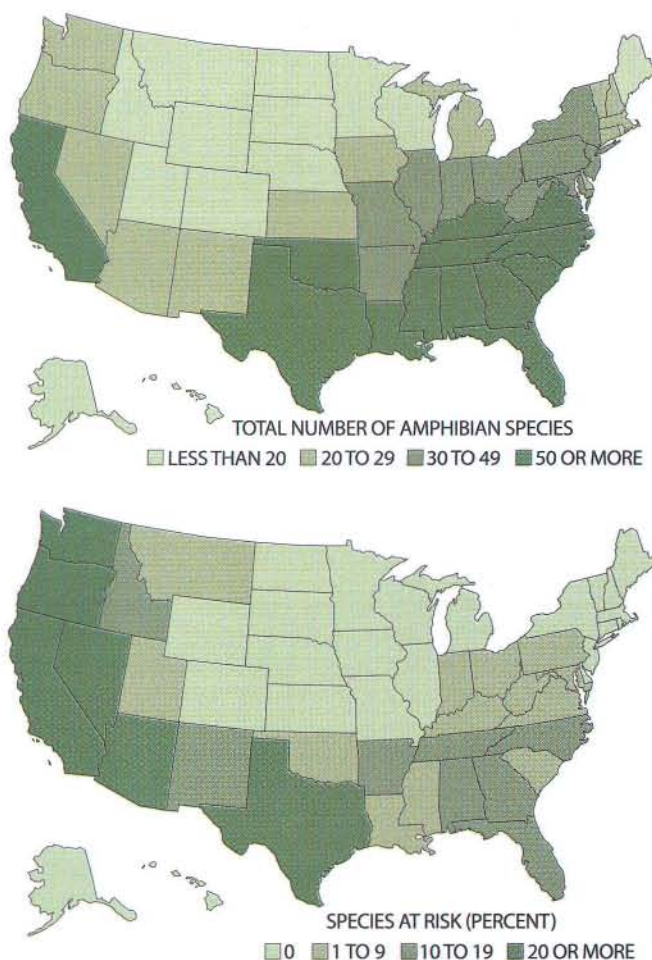 TOTAL NUMBER OF AMPHIBIAN SPECIES
LESS THAN 20 20 TO 29 30 TO 49 50 OR MORE
SPECIES AT RISK (PERCENT)
0 1 TO 9 10 TO 19 20 OR MORE